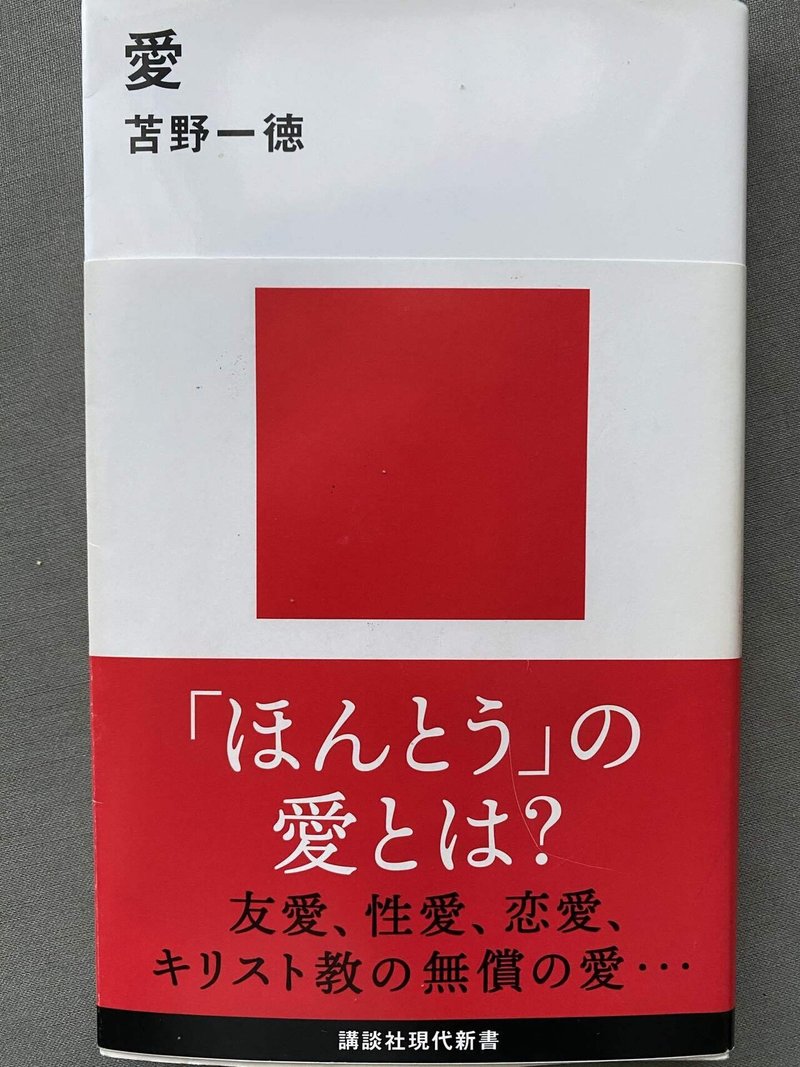 愛
苫野一徳
「ほんとう」の
愛とは?
友愛、性愛、恋愛、
キリスト教の無償の愛・・・
講談社現代新書